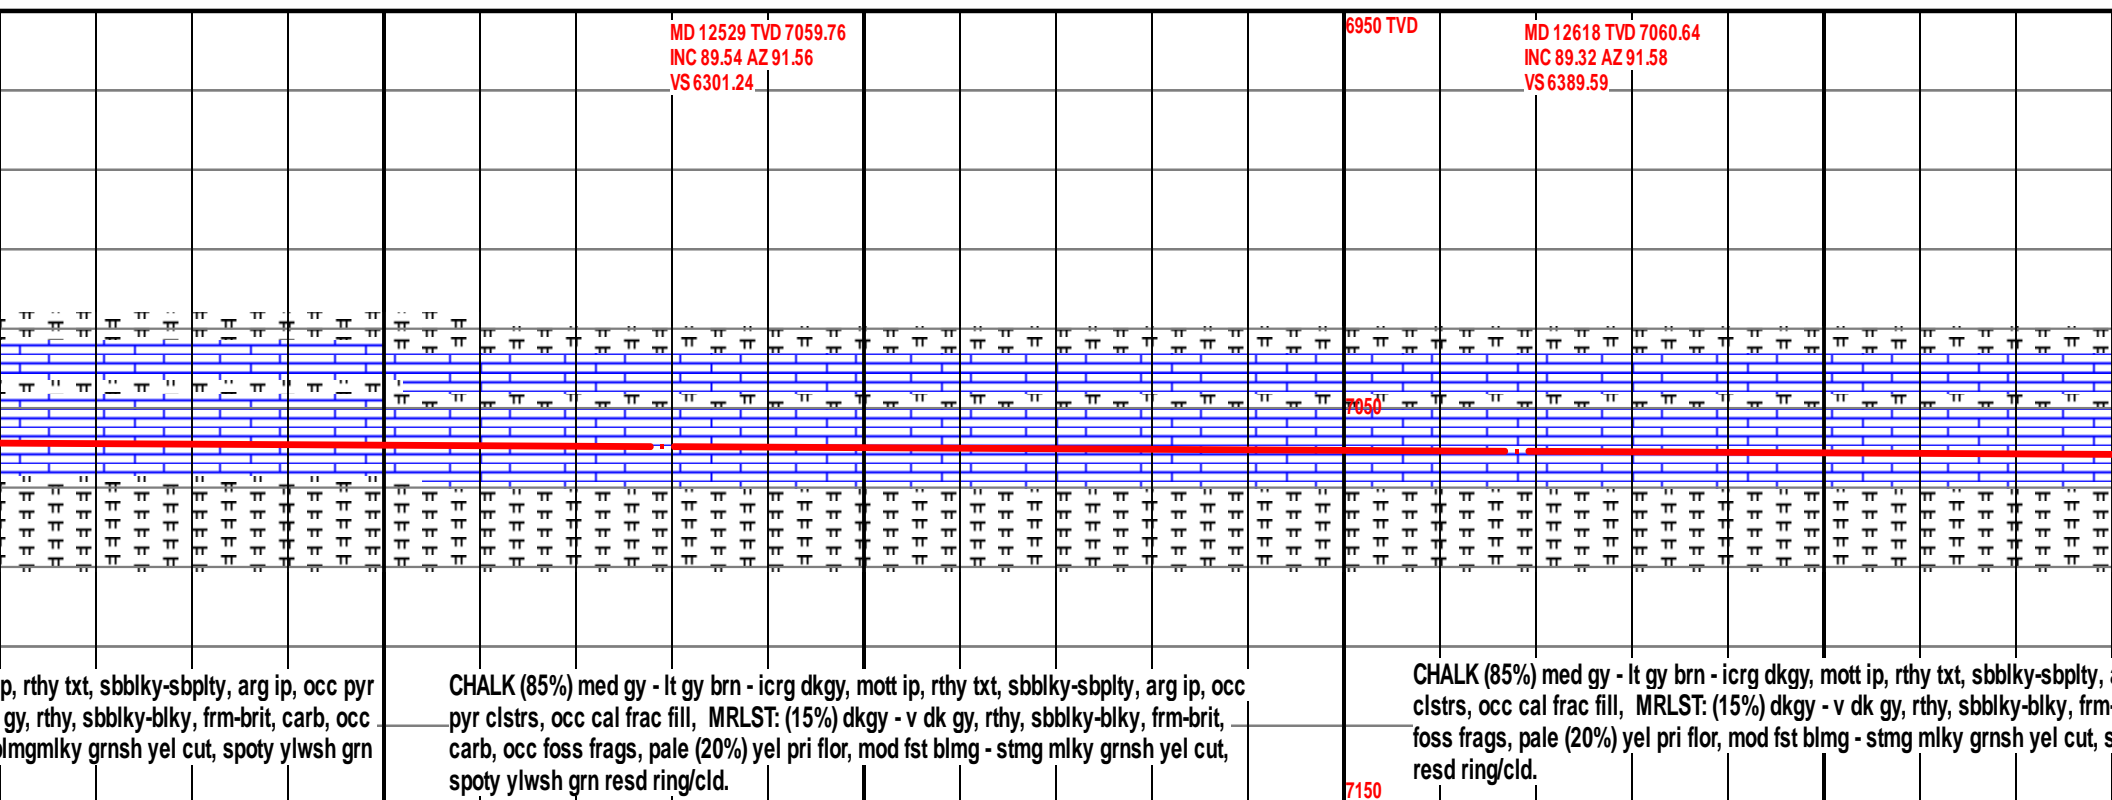 MD 12529 TVD 7059.76
INC 89.54 AZ 91.56
VS 6301.24
6950 TVD
MD 12618 TVD 7060.64
INC 89.32 AZ 91.58
VS 6389.59
7050
p, rthy txt, sbblky-sbplty, arg ip, occ pyr
gy, rthy, sbblky-blky, frm-brit, carb, occ
blmgmlky grnsh yel cut, spoty ylwsh grn
CHALK (85%) med gy - lt gy brn - icrg dkgy, mott ip, rthy txt, sbblky-sbplty, arg ip, occ
pyr clstrs, occ cal frac fill, MRLST: (15%) dkgy - v dk gy, rthy, sbblky-blky, frm-brit,
carb, occ foss frags, pale (20%) yel pri flor, mod fst blmg - stmg mlky grnsh yel cut,
spoty ylwsh grn resd ring/cld.
CHALK (85%) med gy - lt gy brn - icrg dkgy, mott ip, rthy txt, sbblky-sbplty,
clstrs, occ cal frac fill, MRLST: (15%) dkgy - v dk gy, rthy, sbblky-blky, frm-
foss frags, pale (20%) yel pri flor, mod fst blmg - stmg mlky grnsh yel cut,
resd ring/cld.
7150